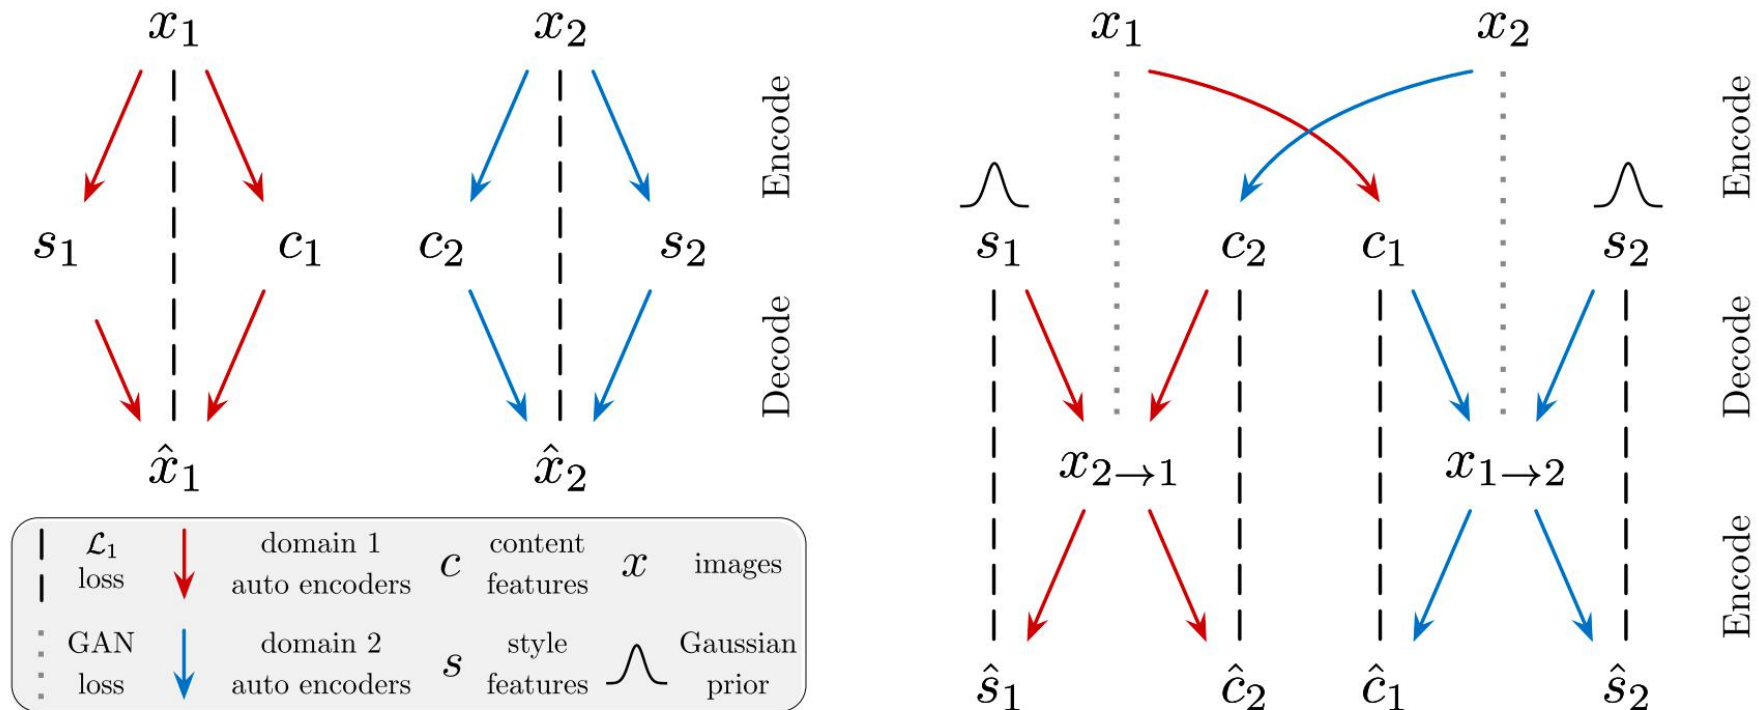 x₁ x₂
Encode
s₁ c₁ c₂ s₂
Decode
x̂₁ x̂₂
ℒ₁ loss
domain 1 auto encoders
c content features
x images
GAN loss
domain 2 auto encoders
s style features
Gaussian prior
x₁ x₂
Encode
s₁ c₂ c₁ s₂
Decode
x₂→₁ x₁→₂
Encode
ŝ₁ ĉ₂ ĉ₁ ŝ₂